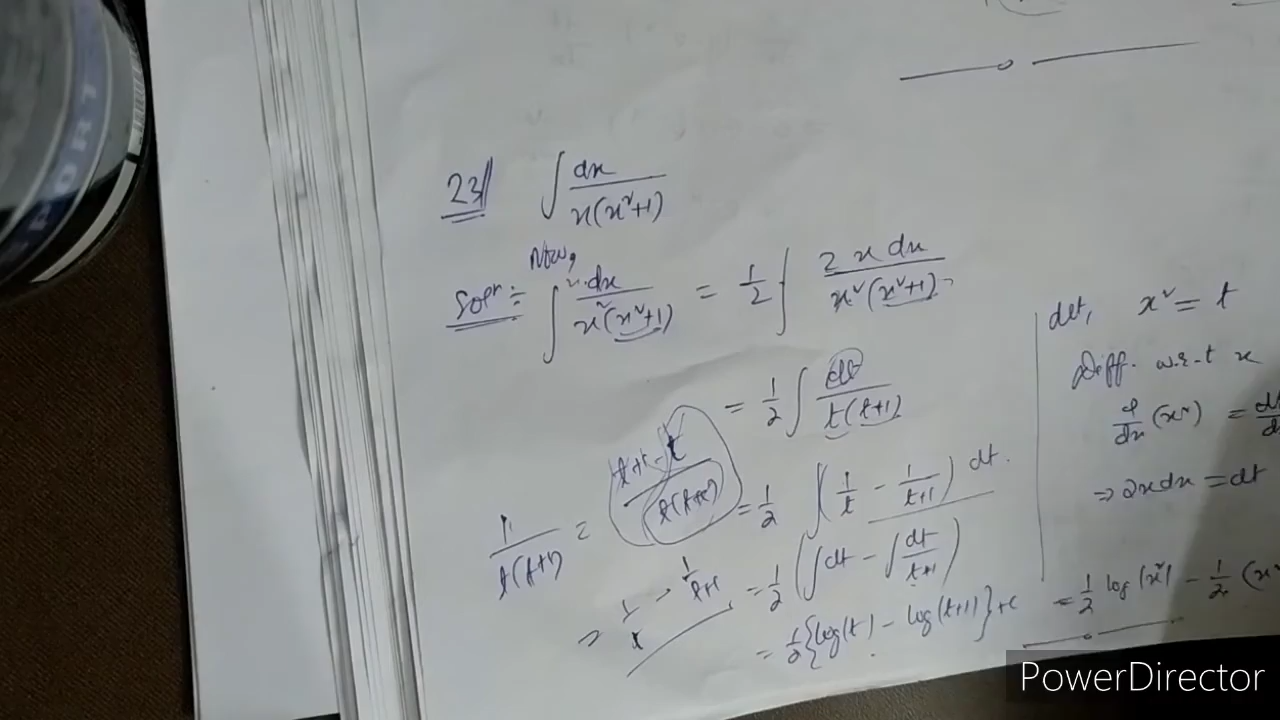 23) ∫ dx / x(x²+1)
Soln:- Now, ∫ x.dx / x²(x²+1) = 1/2 ∫ 2x dx / x²(x²+1)
= 1/2 ∫ dt / t(t+1)
= 1/2 ∫ (1/t - 1/t+1) dt.
1 / t(t+1) = t+1-t / t(t+1)
= 1/t - 1/t+1
= 1/2 (∫ dt - ∫ dt / t+1)
= 1/2 {log(t) - log(t+1)} + c
Let, x² = t
Diff. w.r.t x
d/dx (x²) =
⇒ 2x dx = dt
= 1/2 log|x²| - 1/2
PowerDirector